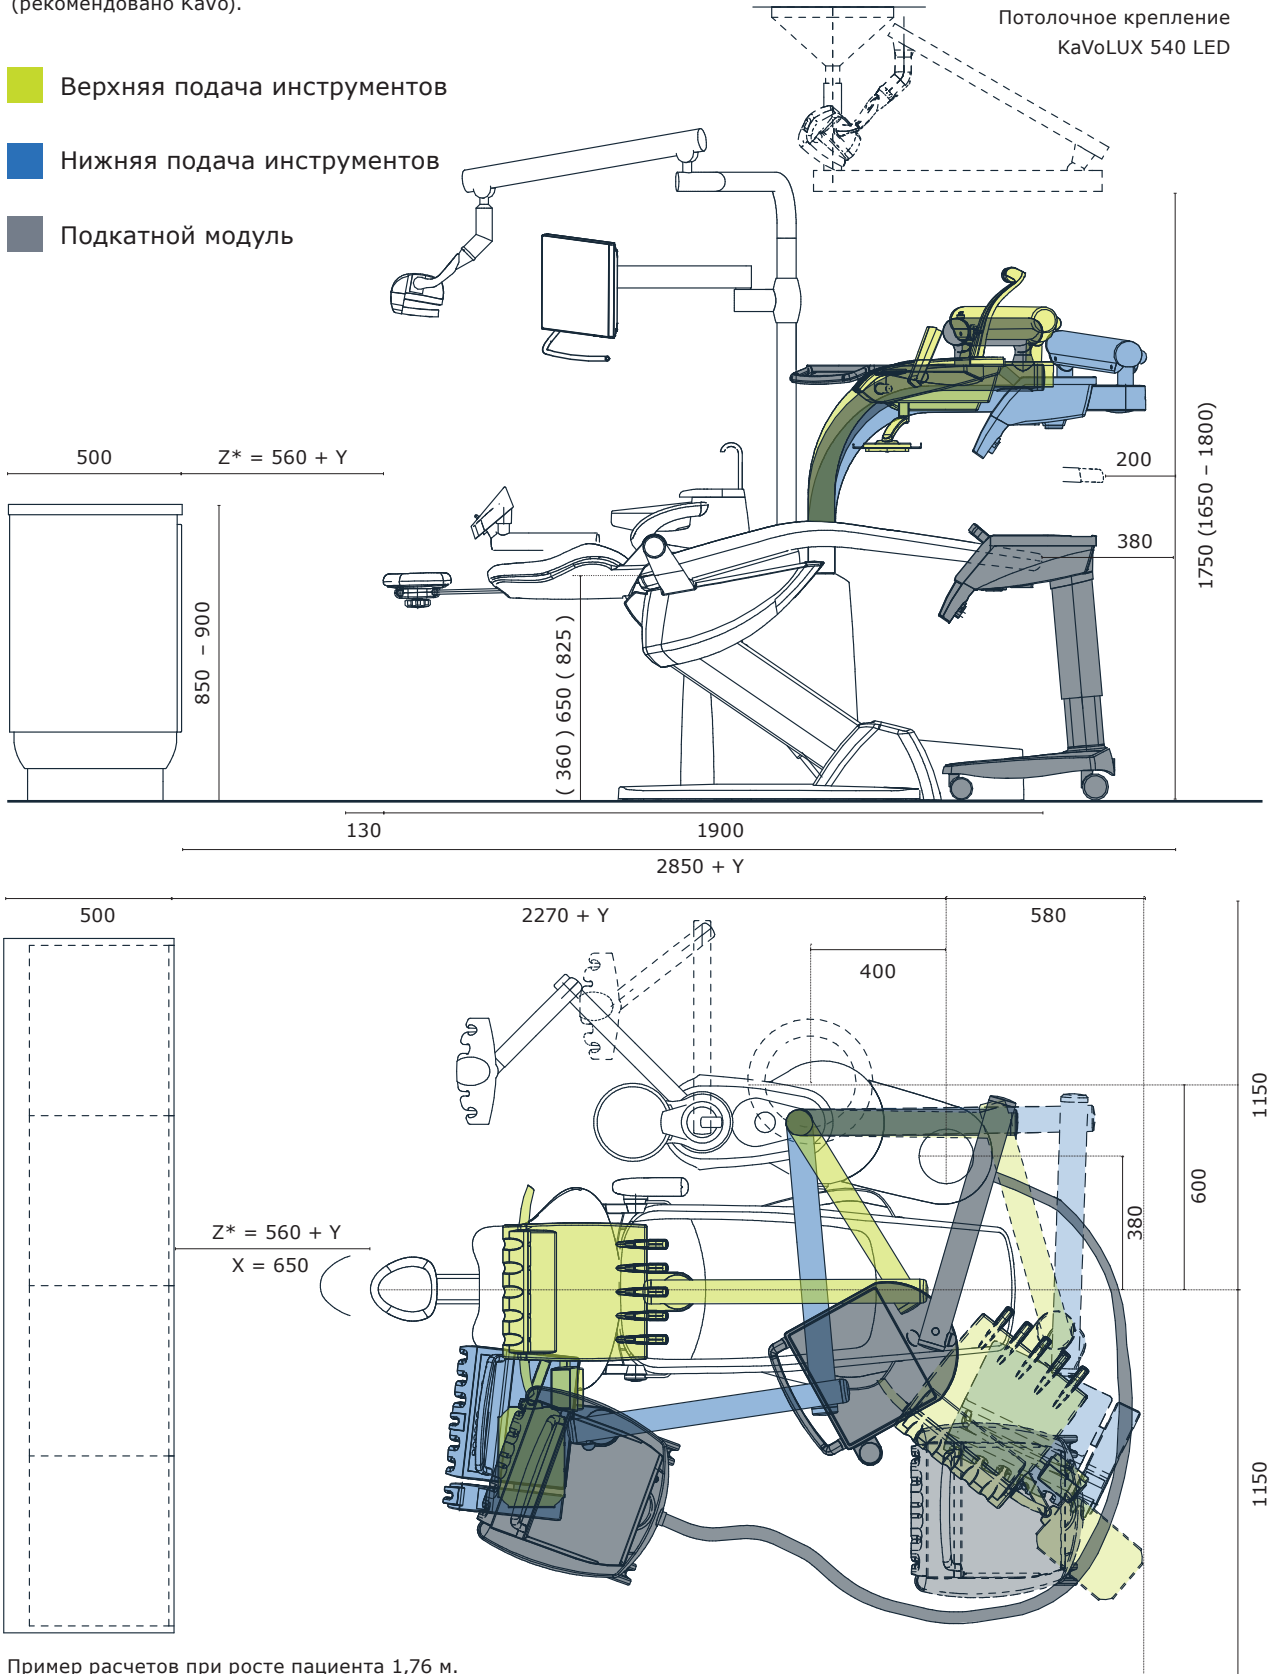 (рекомендовано KaVo).
Потолочное крепление
KaVoLUX 540 LED
Верхняя подача инструментов
Нижняя подача инструментов
Подкатной модуль
500
Z* = 560 + Y
200
380
1750 (1650 – 1800)
850 – 900
( 360 ) 650 ( 825 )
130
1900
2850 + Y
500
2270 + Y
580
400
1150
600
380
Z* = 560 + Y
X = 650
1150
Пример расчетов при росте пациента 1,76 м.